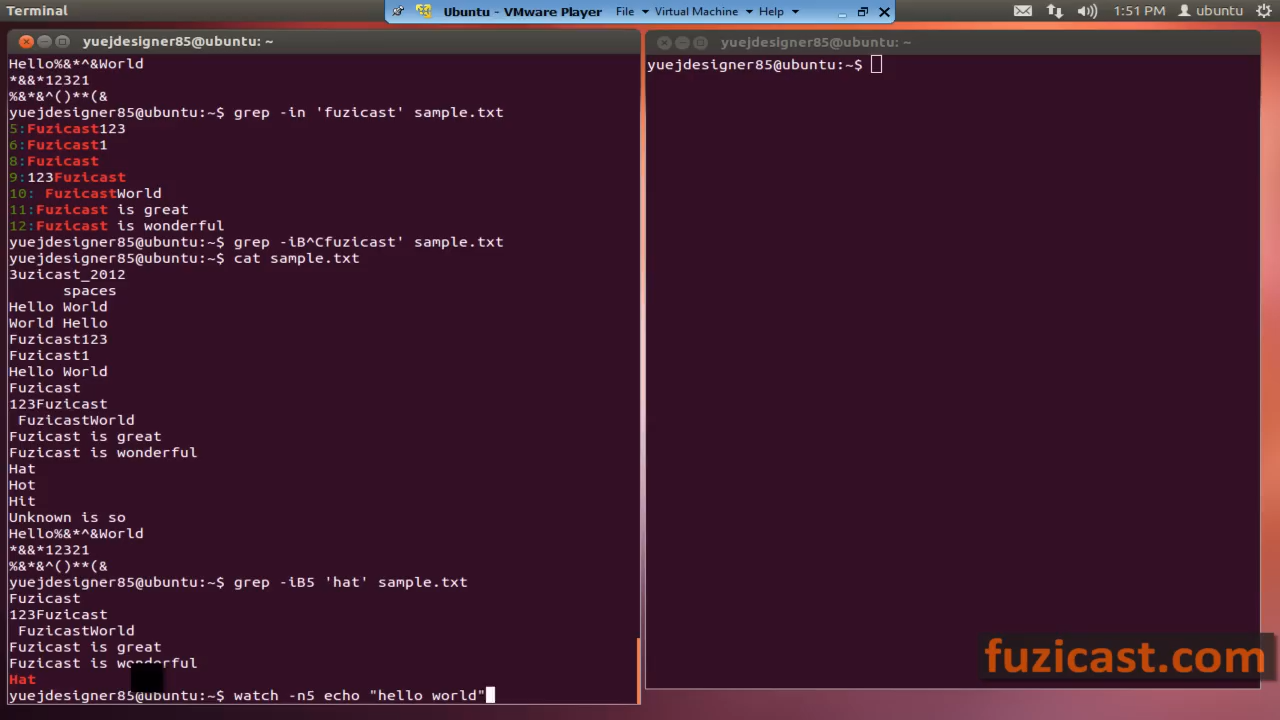 Terminal
Ubuntu - VMware Player File Virtual Machine Help
1:51 PM ubuntu
yuejdesigner85@ubuntu: ~
Hello%&*^&World
*&&*12321
%&*&^()**(&
yuejdesigner85@ubuntu:~$ grep -in 'fuzicast' sample.txt
5:Fuzicast123
6:Fuzicast1
8:Fuzicast
9:123Fuzicast
10: FuzicastWorld
11:Fuzicast is great
12:Fuzicast is wonderful
yuejdesigner85@ubuntu:~$ grep -iB^Cfuzicast' sample.txt
yuejdesigner85@ubuntu:~$ cat sample.txt
3uzicast_2012
      spaces
Hello World
World Hello
Fuzicast123
Fuzicast1
Hello World
Fuzicast
123Fuzicast
 FuzicastWorld
Fuzicast is great
Fuzicast is wonderful
Hat
Hot
Hit
Unknown is so
Hello%&*^&World
*&&*12321
%&*&^()**(&
yuejdesigner85@ubuntu:~$ grep -iB5 'hat' sample.txt
Fuzicast
123Fuzicast
 FuzicastWorld
Fuzicast is great
Fuzicast is wonderful
Hat
yuejdesigner85@ubuntu:~$ watch -n5 echo "hello world"
yuejdesigner85@ubuntu: ~
yuejdesigner85@ubuntu:~$
fuzicast.com